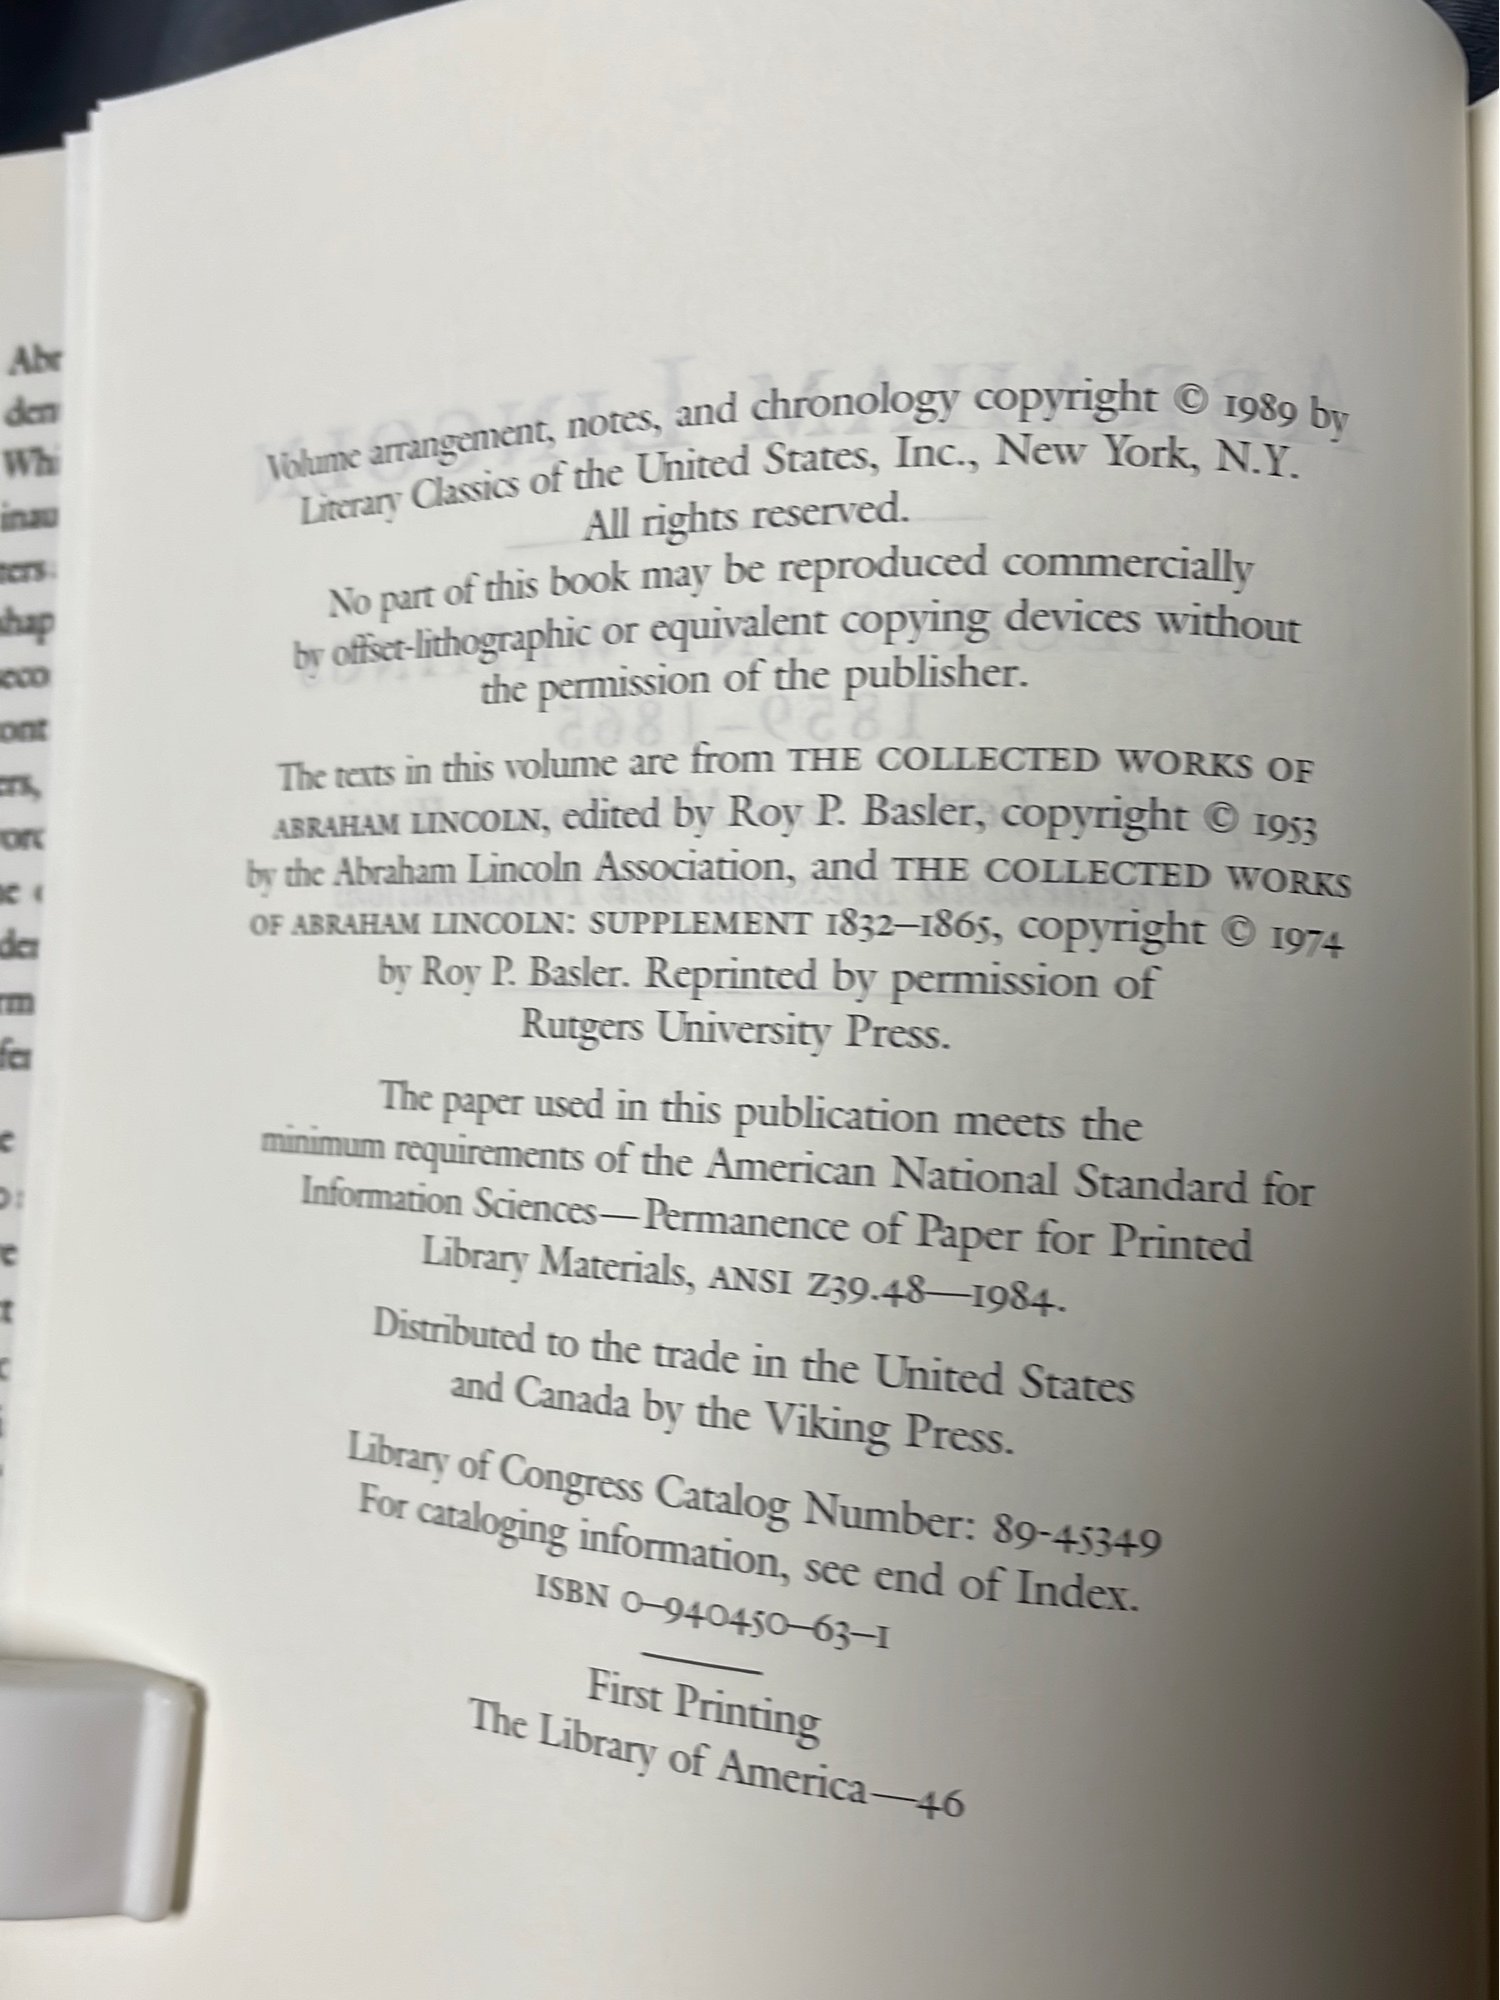 Volume arrangement, notes, and chronology copyright © 1989 by
Literary Classics of the United States, Inc., New York, N.Y.
All rights reserved.
No part of this book may be reproduced commercially
by offset-lithographic or equivalent copying devices without
the permission of the publisher.
The texts in this volume are from THE COLLECTED WORKS OF
ABRAHAM LINCOLN, edited by Roy P. Basler, copyright © 1953
by the Abraham Lincoln Association, and THE COLLECTED WORKS
OF ABRAHAM LINCOLN: SUPPLEMENT 1832–1865, copyright © 1974
by Roy P. Basler. Reprinted by permission of
Rutgers University Press.
The paper used in this publication meets the
minimum requirements of the American National Standard for
Information Sciences—Permanence of Paper for Printed
Library Materials, ANSI Z39.48—1984.
Distributed to the trade in the United States
and Canada by the Viking Press.
Library of Congress Catalog Number: 89-45349
For cataloging information, see end of Index.
ISBN 0–940450–63–1
First Printing
The Library of America—46